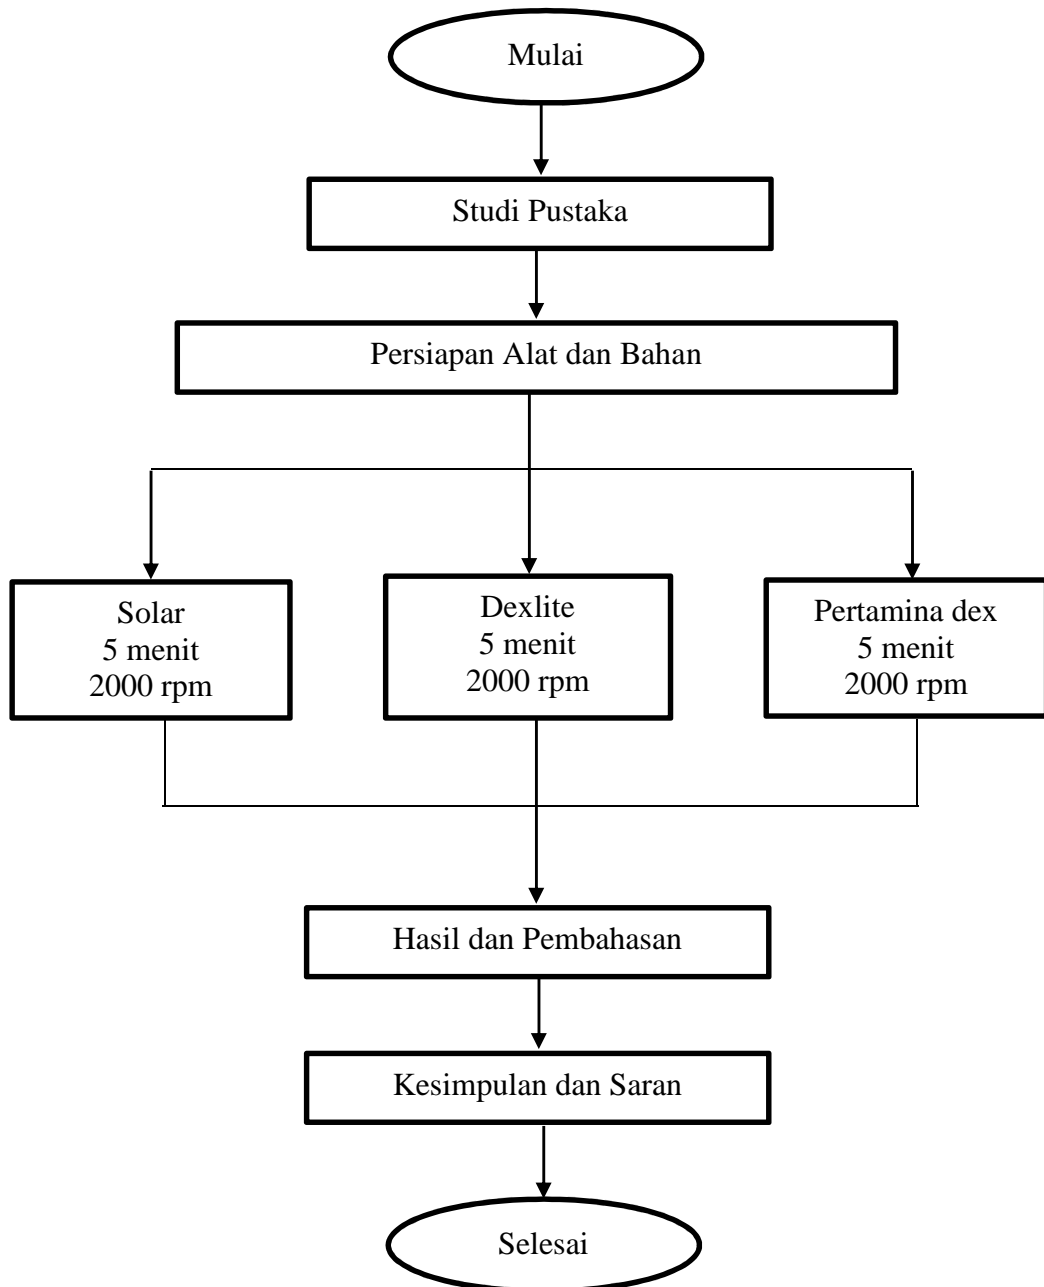 Mulai
Studi Pustaka
Persiapan Alat dan Bahan
Solar
5 menit
2000 rpm
Dexlite
5 menit
2000 rpm
Pertamina dex
5 menit
2000 rpm
Hasil dan Pembahasan
Kesimpulan dan Saran
Selesai